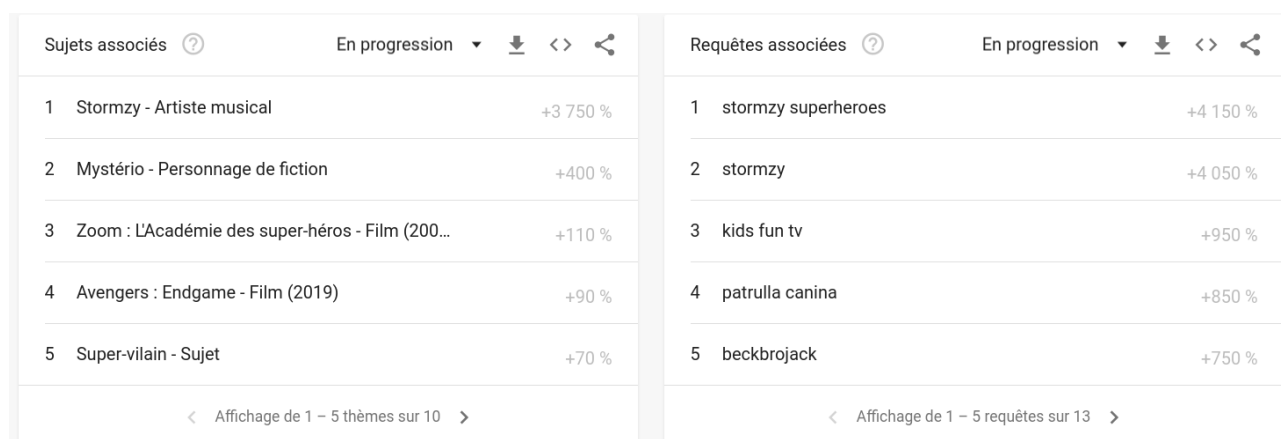 Sujets associés
En progression
1 Stormzy - Artiste musical +3 750 %
2 Mystério - Personnage de fiction +400 %
3 Zoom : L'Académie des super-héros - Film (200... +110 %
4 Avengers : Endgame - Film (2019) +90 %
5 Super-vilain - Sujet +70 %
Affichage de 1 – 5 thèmes sur 10
Requêtes associées
En progression
1 stormzy superheroes +4 150 %
2 stormzy +4 050 %
3 kids fun tv +950 %
4 patrulla canina +850 %
5 beckbrojack +750 %
Affichage de 1 – 5 requêtes sur 13